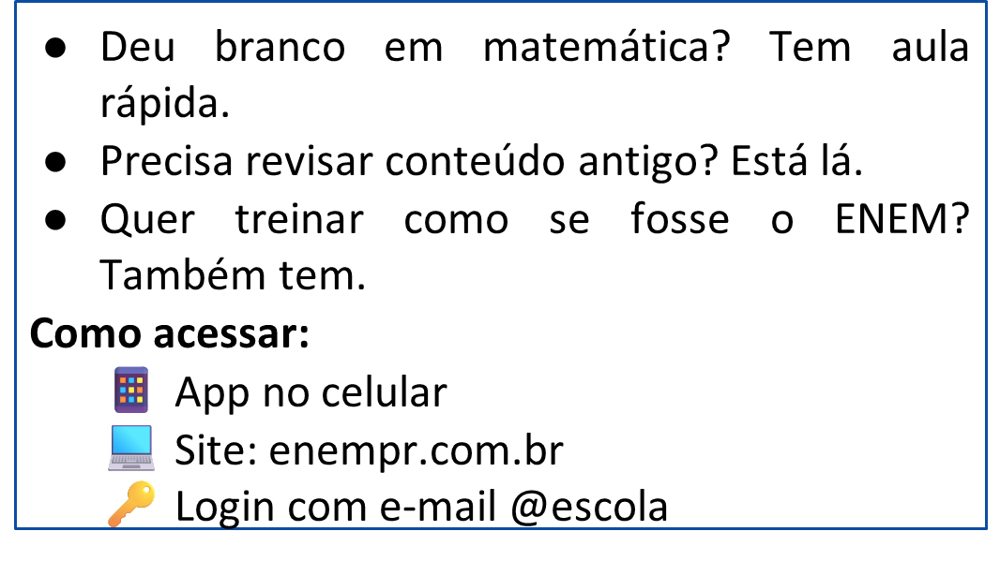 ● Deu branco em matemática? Tem aula
rápida.
● Precisa revisar conteúdo antigo? Está lá.
● Quer treinar como se fosse o ENEM?
Também tem.
Como acessar:
App no celular
Site: enempr.com.br
Login com e-mail @escola